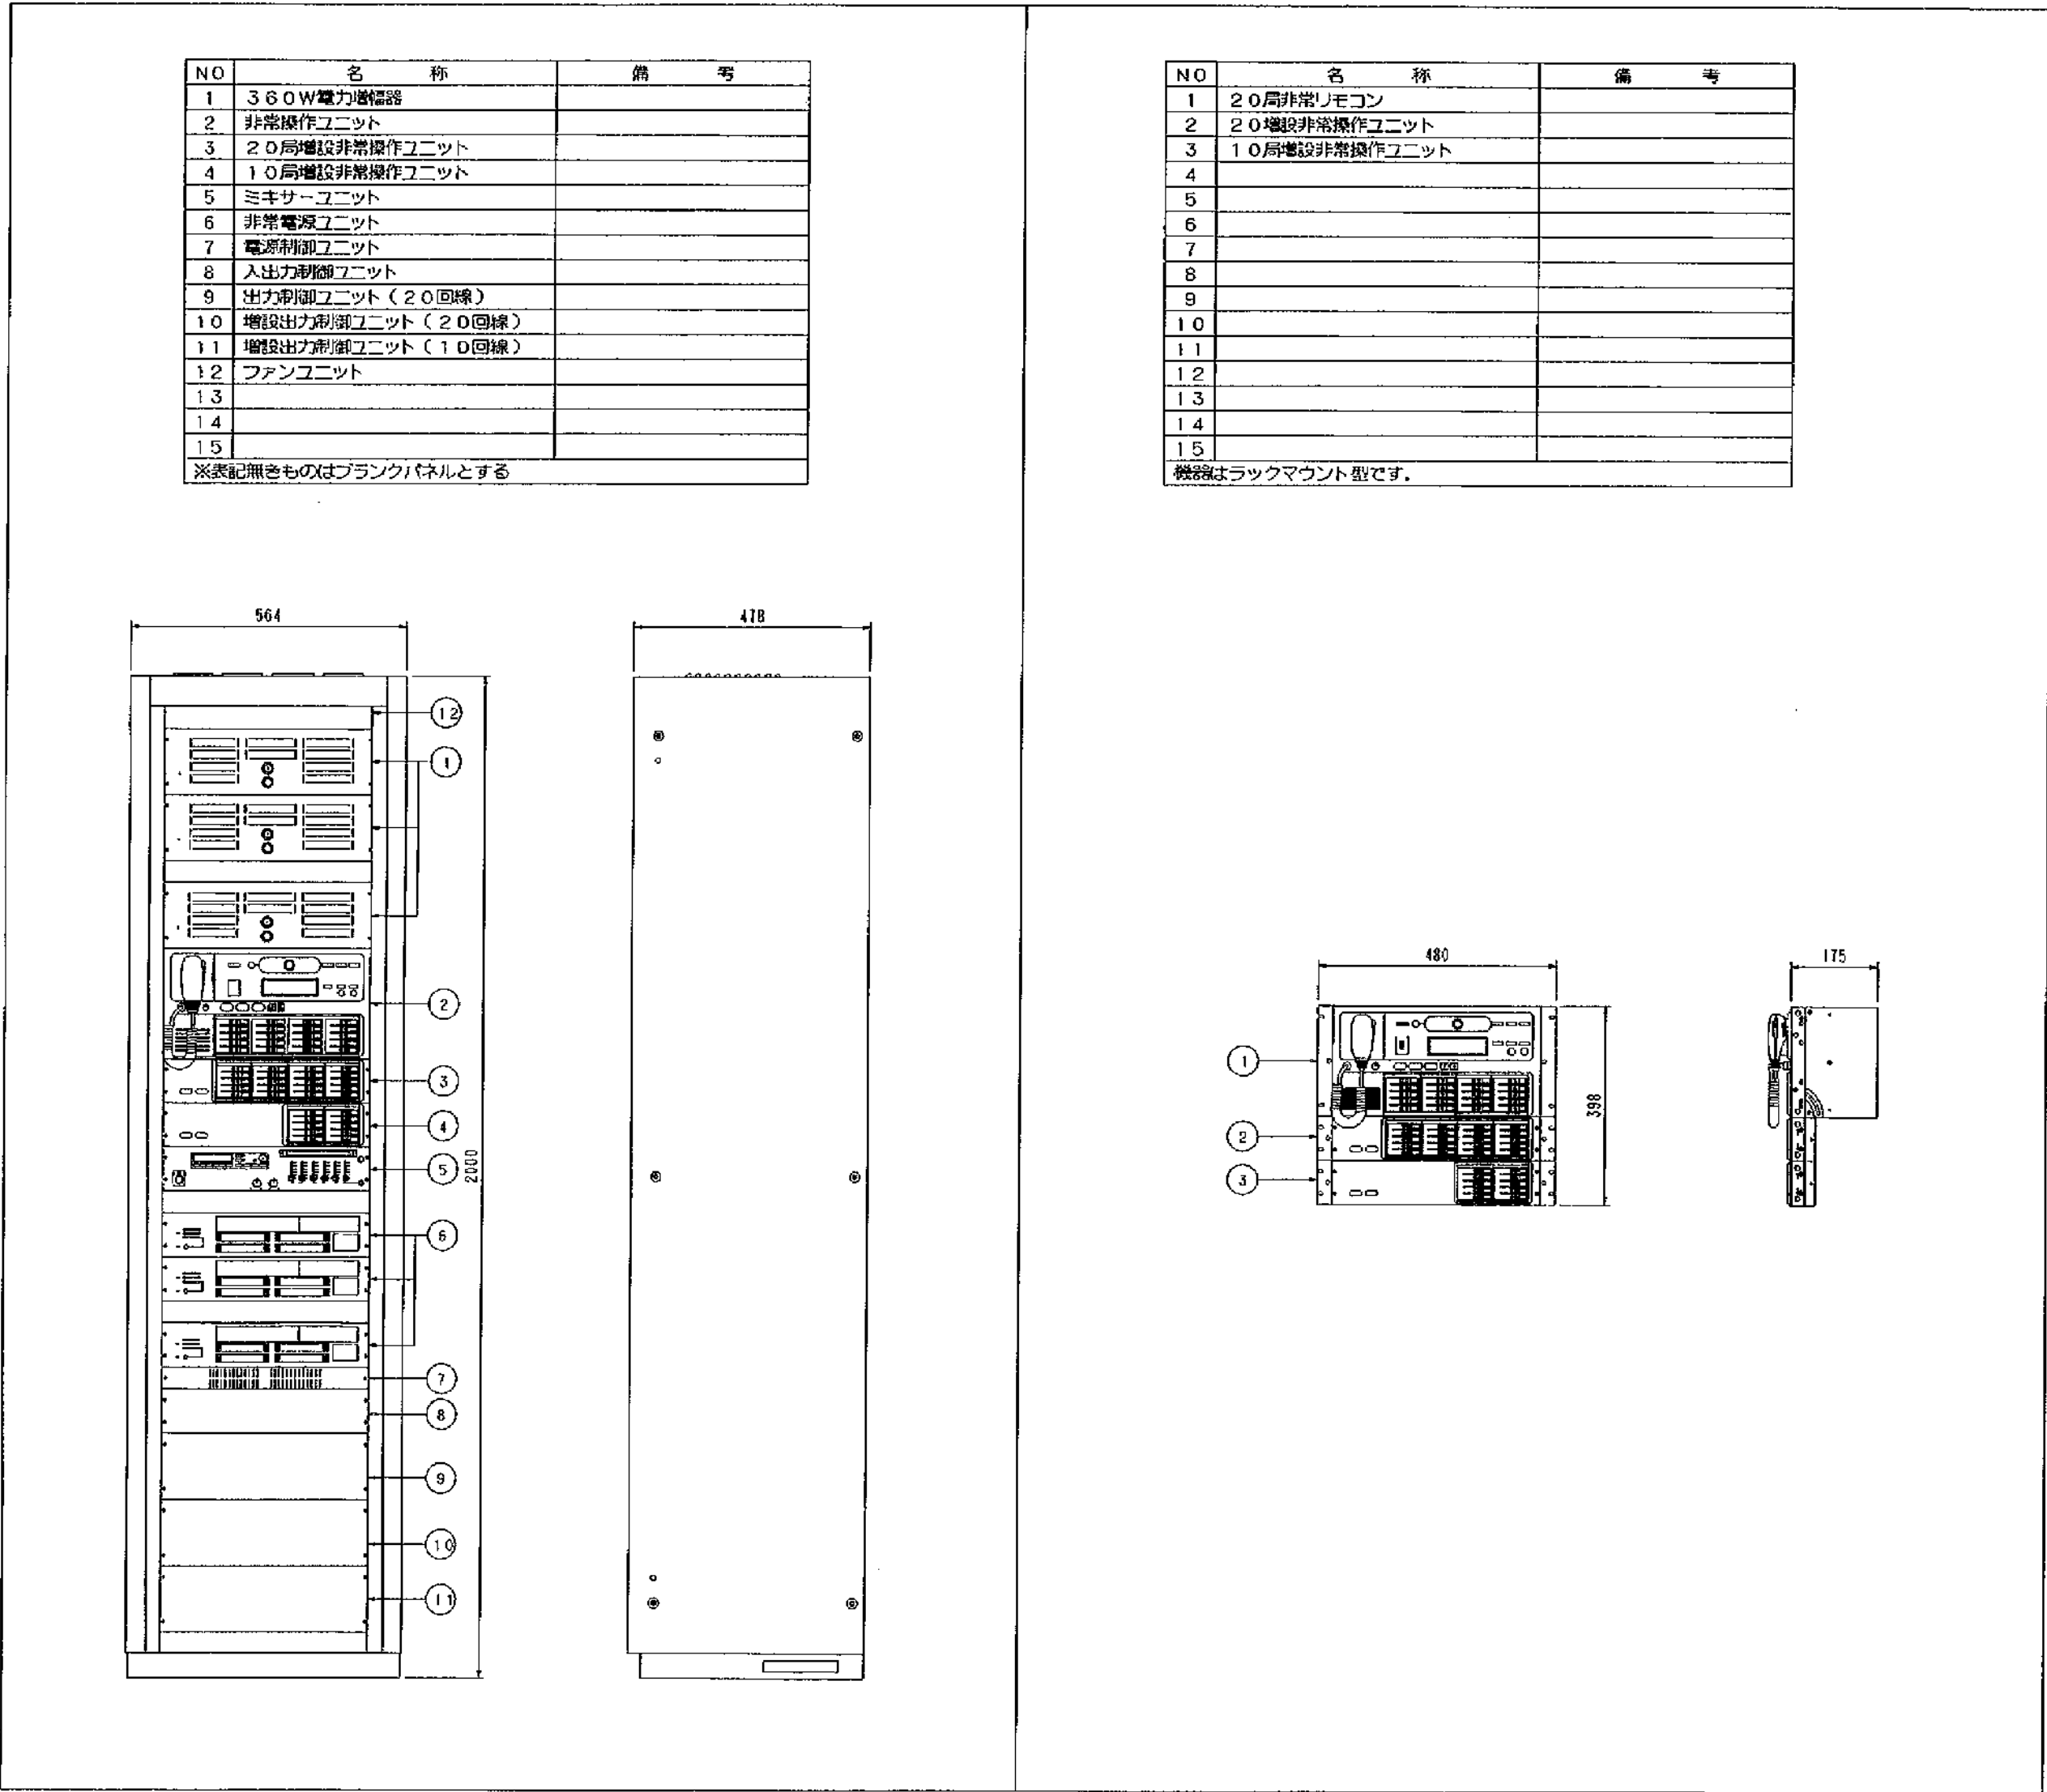 NO 名称 備考
1 360W電力増幅器
2 非常操作ユニット
3 20局増設非常操作ユニット
4 10局増設非常操作ユニット
5 ミキサーユニット
6 非常電源ユニット
7 電源制御ユニット
8 入出力制御ユニット
9 出力制御ユニット(20回線)
10 増設出力制御ユニット(20回線)
11 増設出力制御ユニット(10回線)
12 ファンユニット
13
14
15
※表記無きものはブランクパネルとする
564
478
12
1
2
3
4
5
2000
6
7
8
9
10
11
NO 名称 備考
1 20局非常リモコン
2 20増設非常操作ユニット
3 10局増設非常操作ユニット
4
5
6
7
8
9
10
11
12
13
14
15
機器はラックマウント型です.
480
175
1
398
2
3